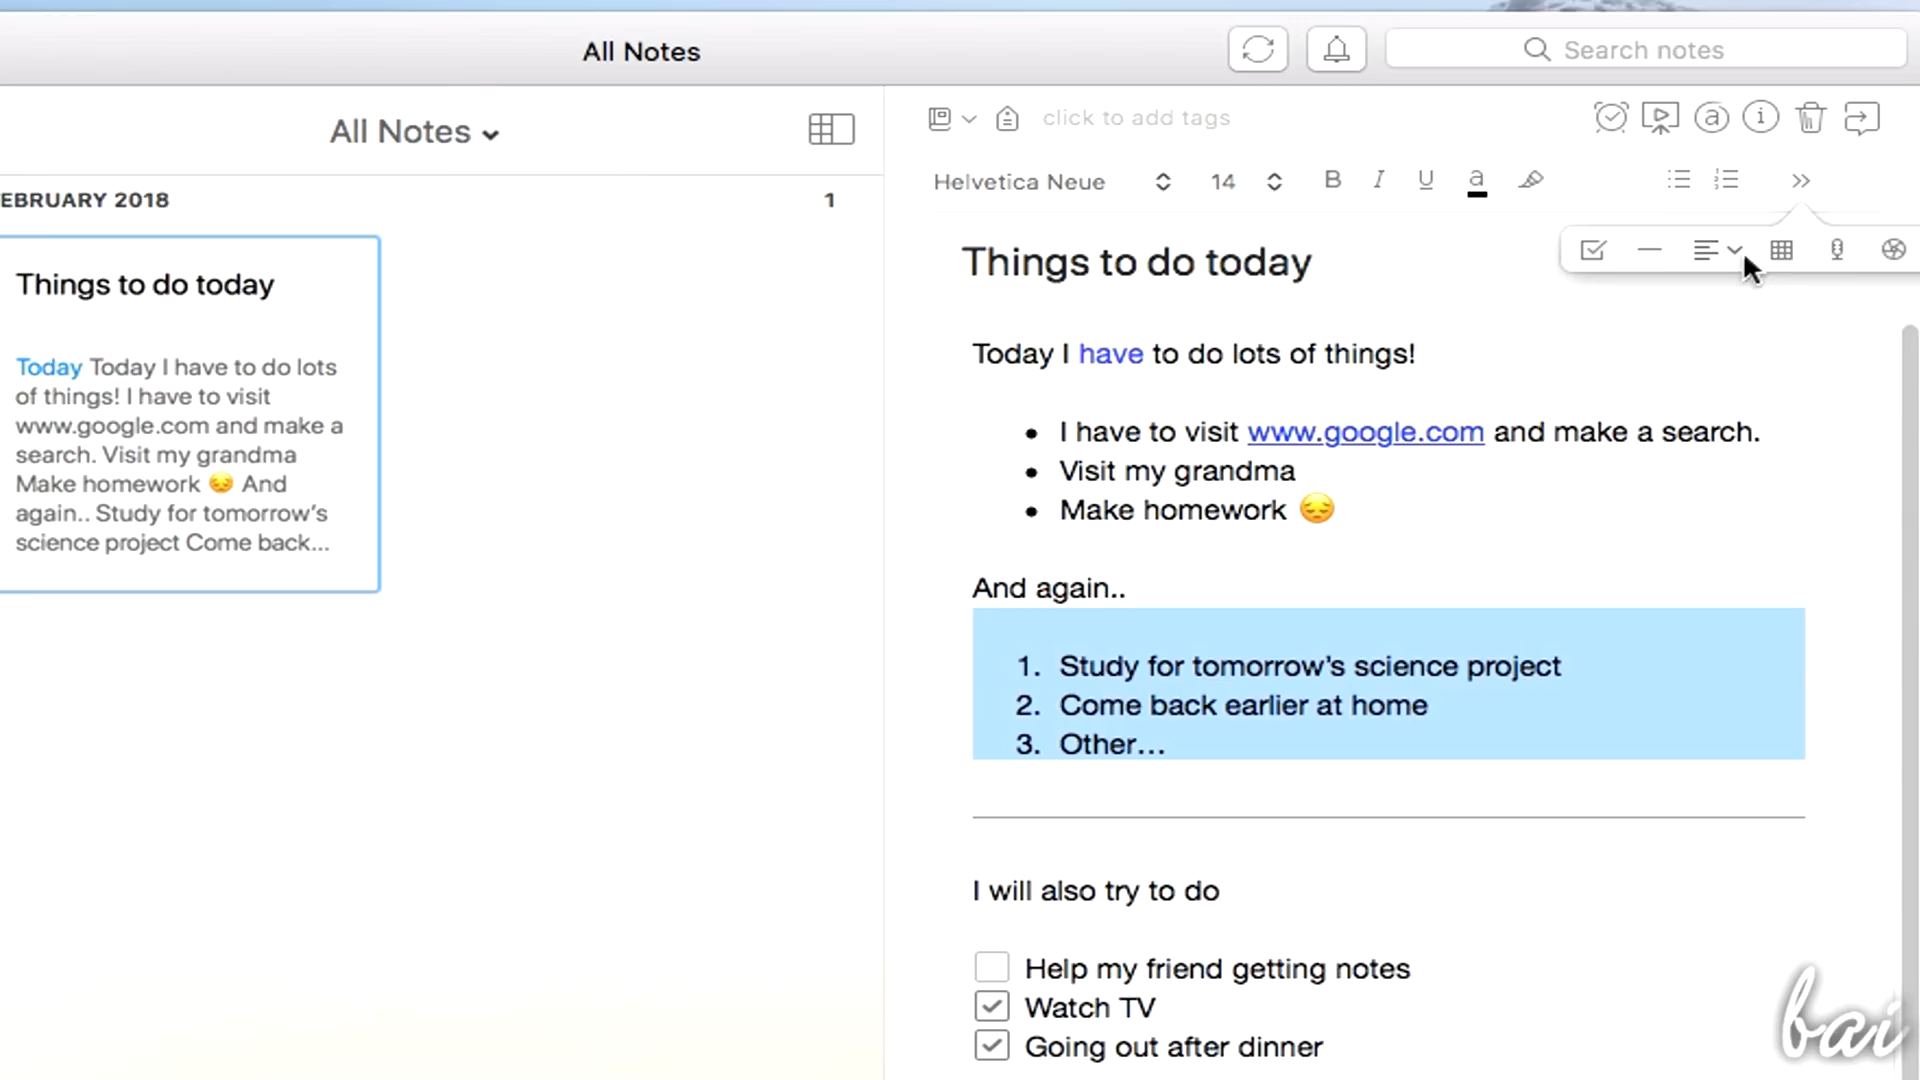 All Notes
Search notes
All Notes
click to add tags
EBRUARY 2018
1
Helvetica Neue
14
B I U a
Things to do today
Today Today I have to do lots
of things! I have to visit
www.google.com and make a
search. Visit my grandma
Make homework 😔 And
again.. Study for tomorrow’s
science project Come back...
Things to do today
Today I have to do lots of things!
• I have to visit www.google.com and make a search.
• Visit my grandma
• Make homework 😔
And again..
1. Study for tomorrow’s science project
2. Come back earlier at home
3. Other…
I will also try to do
Help my friend getting notes
Watch TV
Going out after dinner
bai